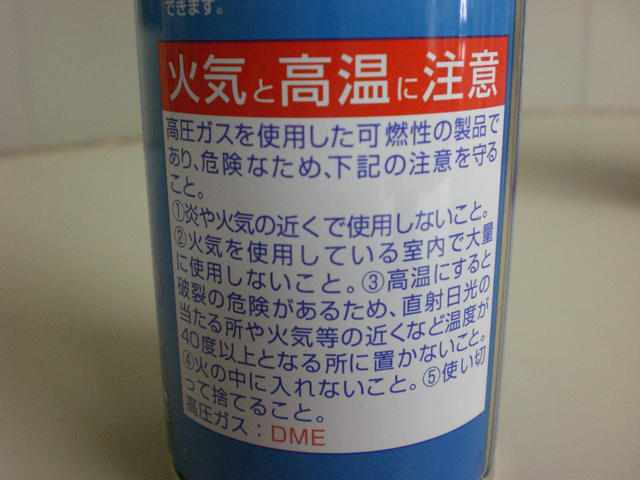 できます。
火気と高温に注意
高圧ガスを使用した可燃性の製品で
あり、危険なため、下記の注意を守る
こと。
①炎や火気の近くで使用しないこと。
②火気を使用している室内で大量
に使用しないこと。③高温にすると
破裂の危険があるため、直射日光の
当たる所や火気等の近くなど温度が
40度以上となる所に置かないこと。
④火の中に入れないこと。⑤使い切
って捨てること。
高圧ガス：DME